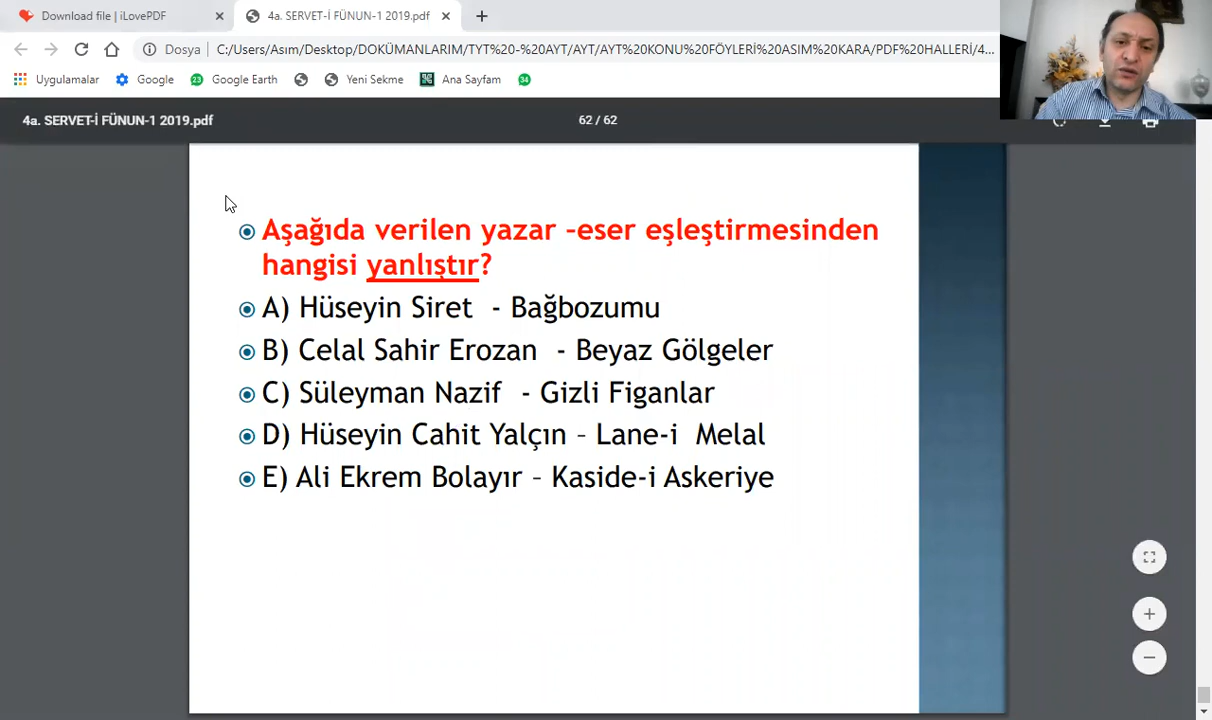 Download file | iLovePDF
4a. SERVET-İ FÜNUN-1 2019.pdf
Dosya
C:/Users/Asım/Desktop/DOKÜMANLARIM/TYT%20-%20AYT/AYT/AYT%20KONU%20FÖYLERİ%20ASIM%20KARA/PDF%20HALLERİ/4...
Uygulamalar
Google
23
Google Earth
Yeni Sekme
Ana Sayfam
34
4a. SERVET-İ FÜNUN-1 2019.pdf
62 / 62
Aşağıda verilen yazar –eser eşleştirmesinden
hangisi yanlıştır?
A) Hüseyin Siret - Bağbozumu
B) Celal Sahir Erozan - Beyaz Gölgeler
C) Süleyman Nazif - Gizli Figanlar
D) Hüseyin Cahit Yalçın – Lane-i Melal
E) Ali Ekrem Bolayır – Kaside-i Askeriye